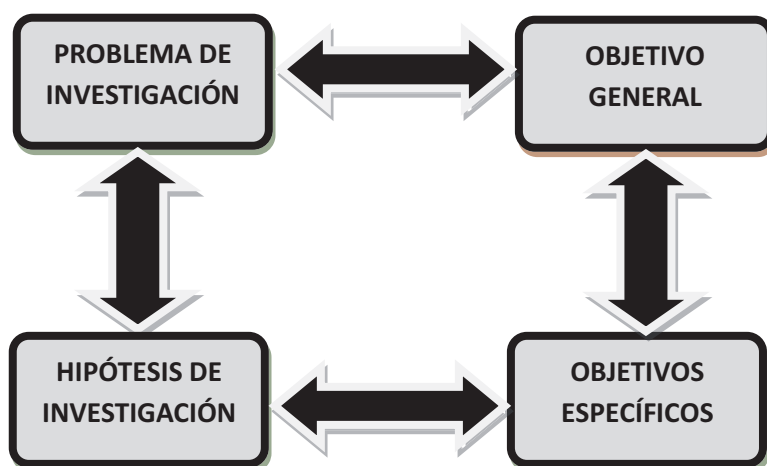 PROBLEMA DE
INVESTIGACIÓN
OBJETIVO
GENERAL
HIPÓTESIS DE
INVESTIGACIÓN
OBJETIVOS
ESPECÍFICOS